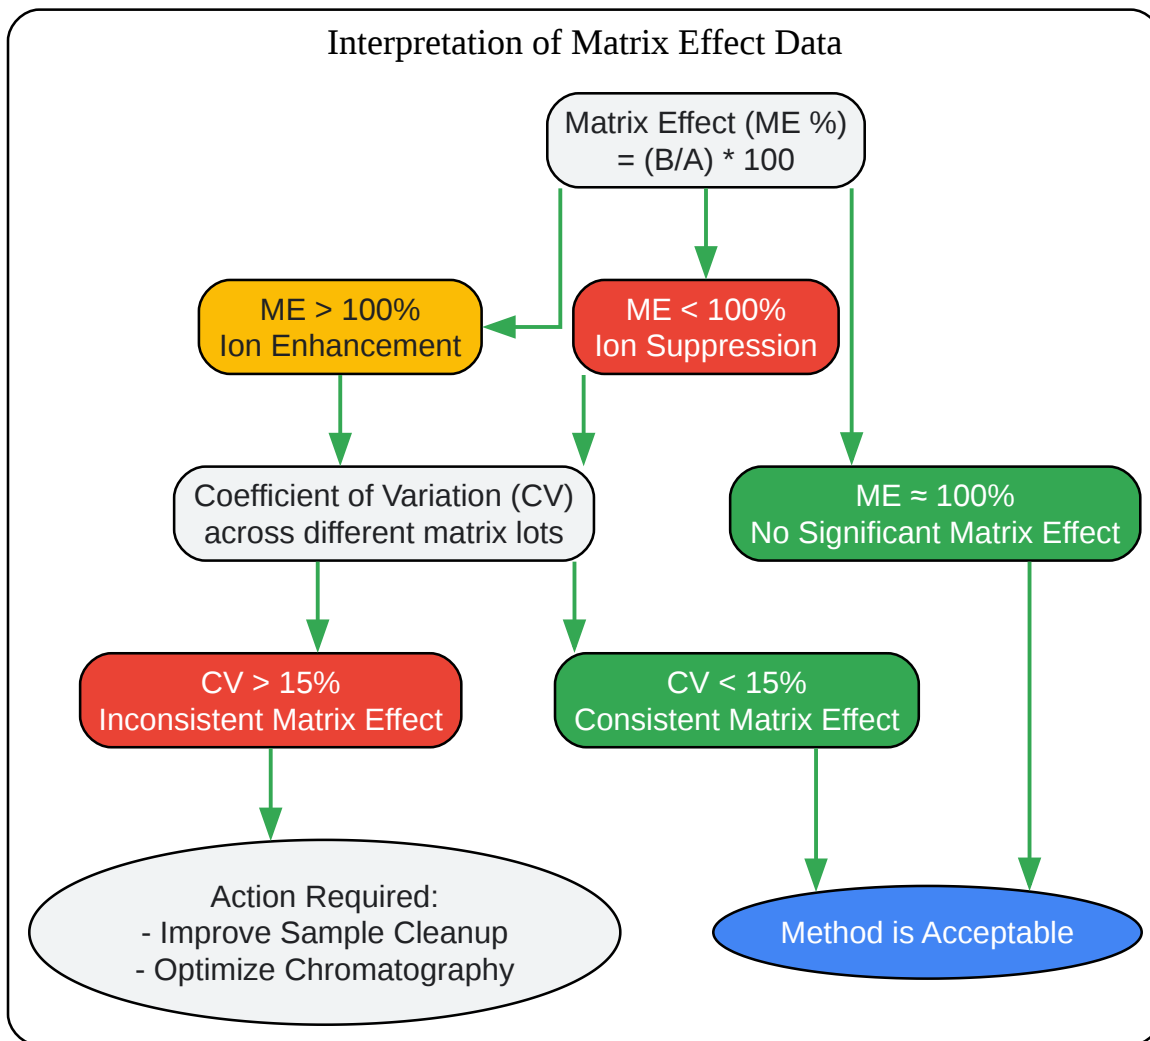 Interpretation of Matrix Effect Data
Matrix Effect (ME %)
= (B/A) * 100
ME > 100%
Ion Enhancement
ME < 100%
Ion Suppression
Coefficient of Variation (CV)
across different matrix lots
ME ≈ 100%
No Significant Matrix Effect
CV > 15%
Inconsistent Matrix Effect
CV < 15%
Consistent Matrix Effect
Action Required:
- Improve Sample Cleanup
- Optimize Chromatography
Method is Acceptable